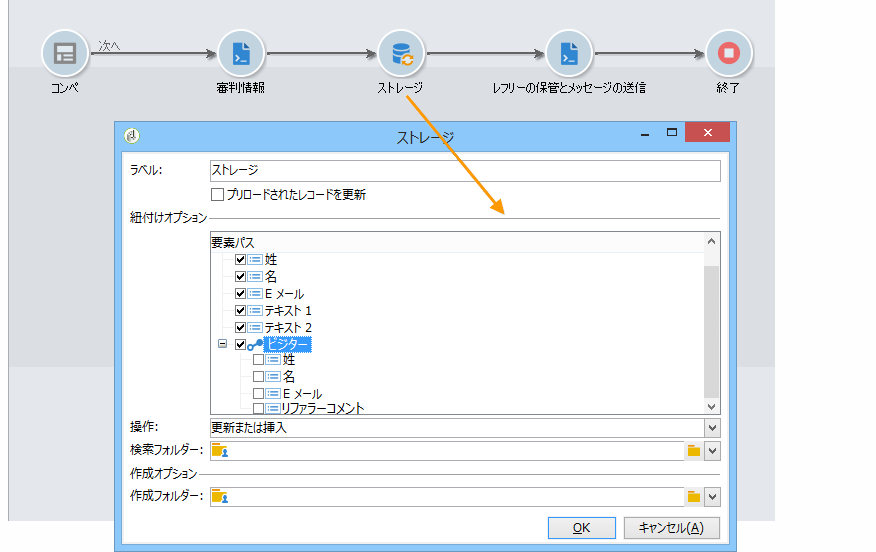 次へ
コンペ
審判情報
ストレージ
レフリーの保管とメッセージの送信
終了
ストレージ
ラベル:
ストレージ
プリロードされたレコードを更新
紐付けオプション
要素パス
姓
名
E メール
テキスト 1
テキスト 2
ビジター
姓
名
E メール
リファラーコメント
操作:
更新または挿入
検索フォルダー:
作成オプション
作成フォルダー:
OK
キャンセル(A)